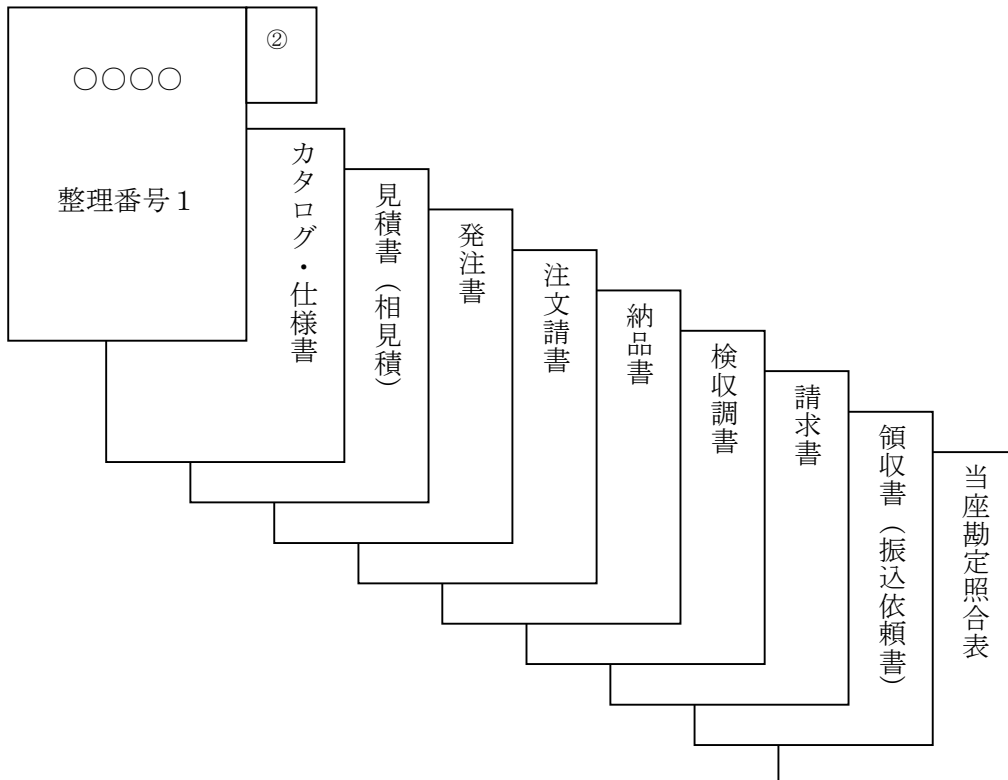 ○○○○
②
整理番号１
カタログ・仕様書
見積書（相見積）
発注書
注文請書
納品書
検収調書
請求書
領収書（振込依頼書）
当座勘定照合表